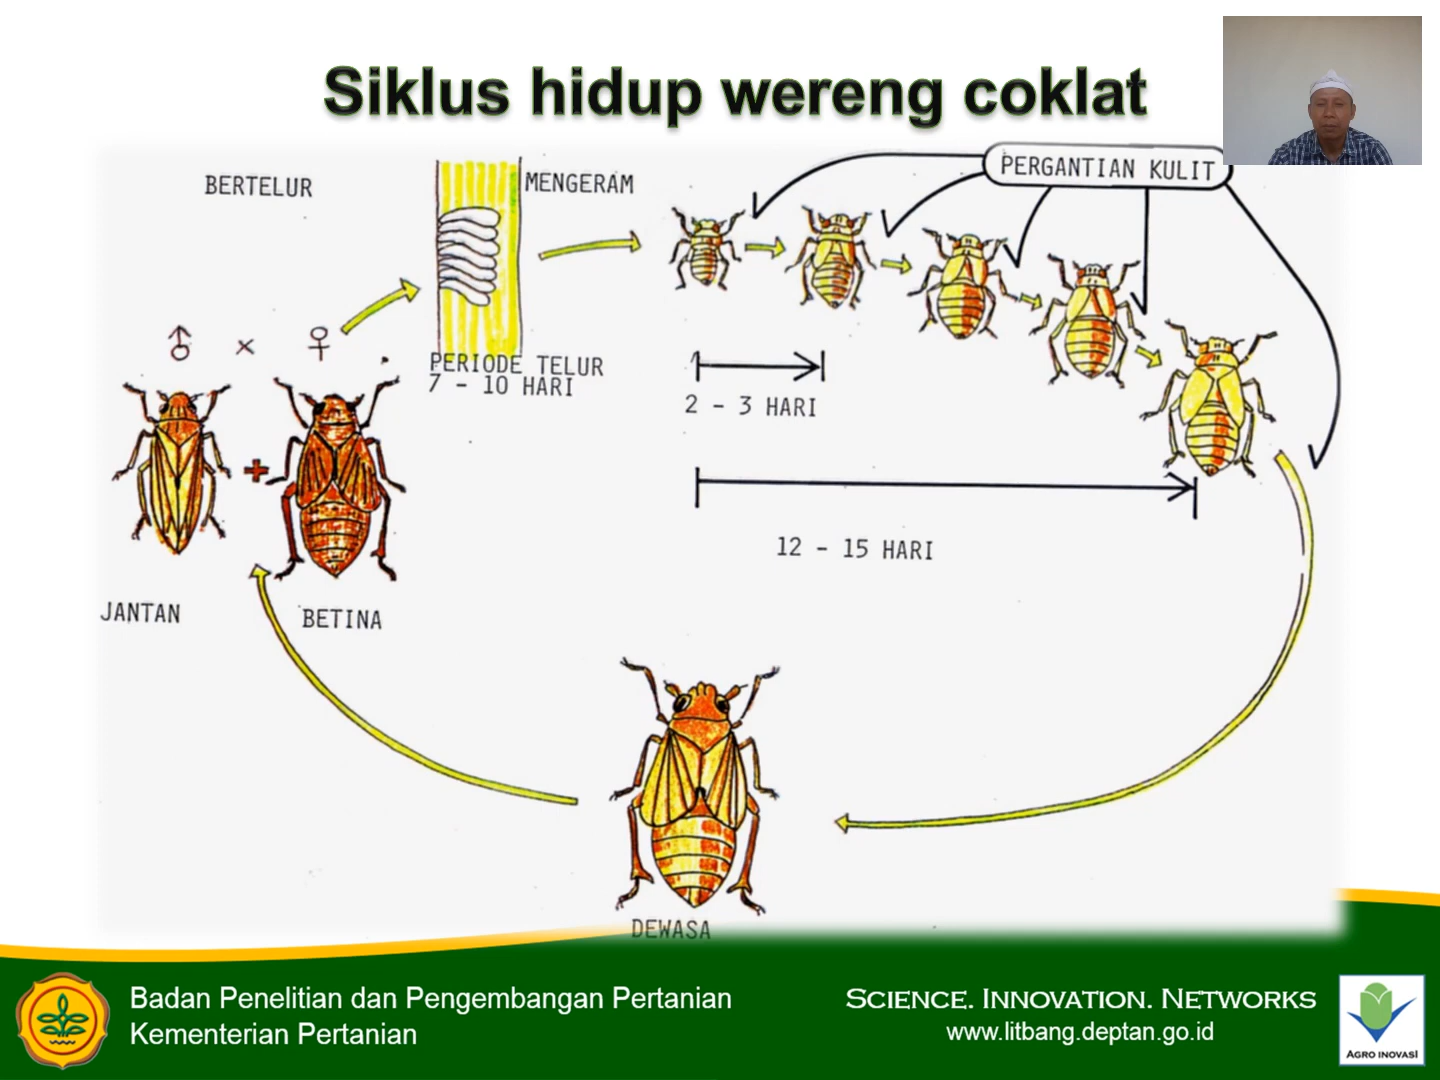 Siklus hidup wereng coklat
PERGANTIAN KULIT
BERTELUR
MENGERAM
♂ x ♀
PERIODE TELUR
7 - 10 HARI
2 - 3 HARI
+
12 - 15 HARI
JANTAN
BETINA
DEWASA
Badan Penelitian dan Pengembangan Pertanian
Kementerian Pertanian
SCIENCE. INNOVATION. NETWORKS
www.litbang.deptan.go.id
AGRO INOVASI